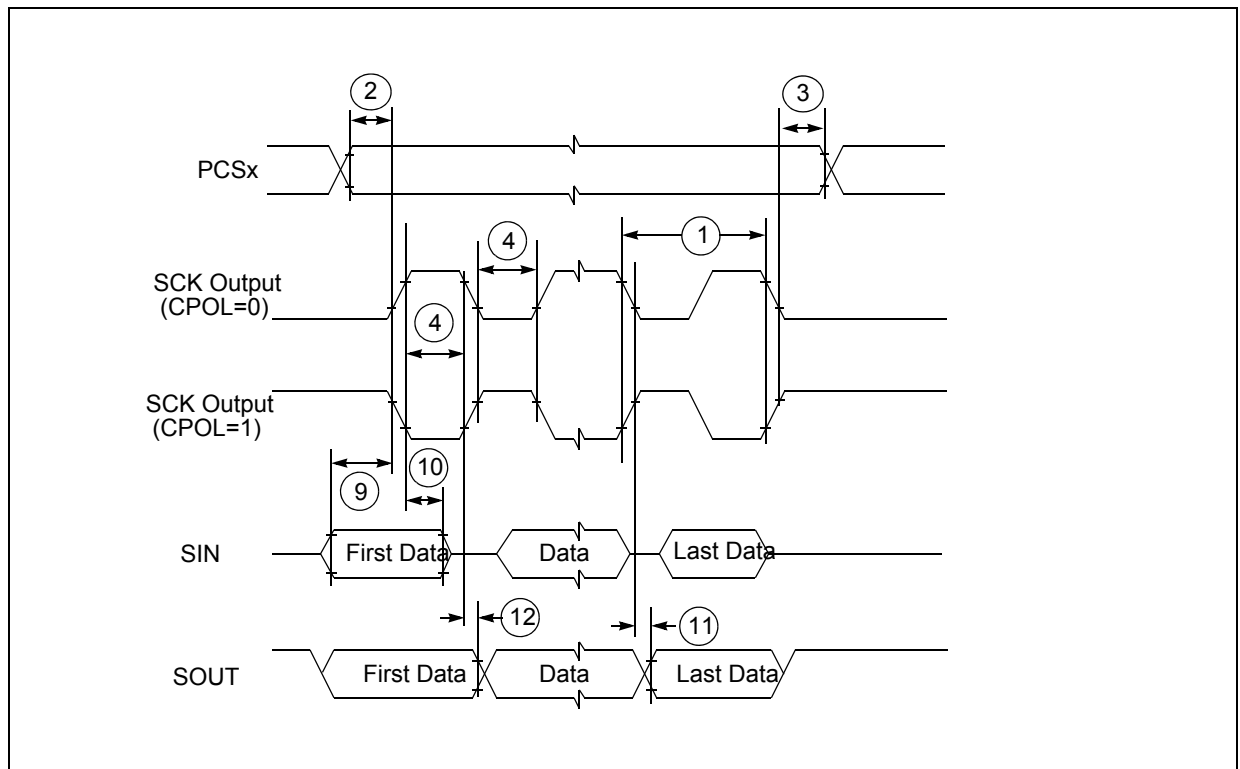 2
3
PCSx
4
1
SCK Output
(CPOL=0)
4
SCK Output
(CPOL=1)
10
9
SIN
First Data
Data
Last Data
12
11
SOUT
First Data
Data
Last Data